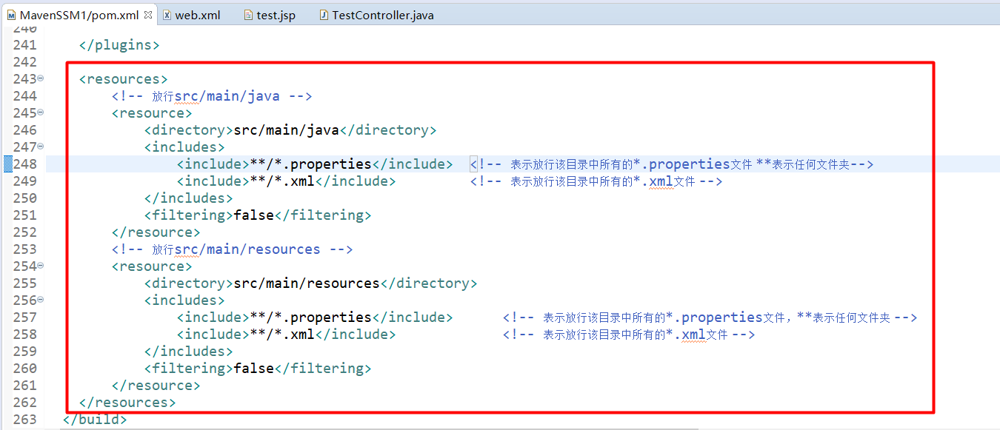 MavenSSM1/pom.xml web.xml test.jsp TestController.java
240
241 </plugins>
242
243 <resources>
244 <!-- 放行src/main/java -->
245 <resource>
246 <directory>src/main/java</directory>
247 <includes>
248 <include>**/*.properties</include> <!-- 表示放行该目录中所有的*.properties文件 **表示任何文件夹-->
249 <include>**/*.xml</include> <!-- 表示放行该目录中所有的*.xml文件 -->
250 </includes>
251 <filtering>false</filtering>
252 </resource>
253 <!-- 放行src/main/resources -->
254 <resource>
255 <directory>src/main/resources</directory>
256 <includes>
257 <include>**/*.properties</include> <!-- 表示放行该目录中所有的*.properties文件，**表示任何文件夹 -->
258 <include>**/*.xml</include> <!-- 表示放行该目录中所有的*.xml文件 -->
259 </includes>
260 <filtering>false</filtering>
261 </resource>
262 </resources>
263 </build>